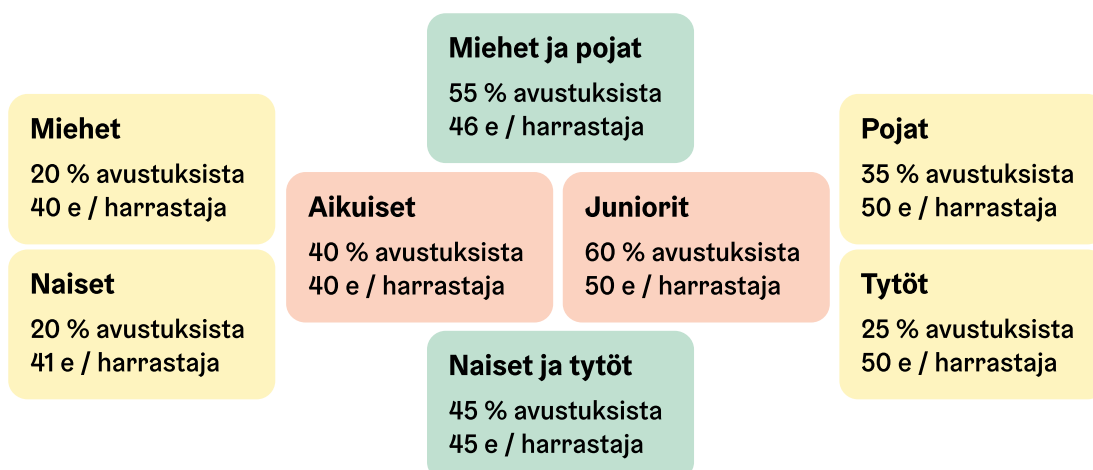 Miehet ja pojat
55 % avustuksista
46 e / harrastaja
Miehet
20 % avustuksista
40 e / harrastaja
Naiset
20 % avustuksista
41 e / harrastaja
Aikuiset
40 % avustuksista
40 e / harrastaja
Juniorit
60 % avustuksista
50 e / harrastaja
Pojat
35 % avustuksista
50 e / harrastaja
Tytöt
25 % avustuksista
50 e / harrastaja
Naiset ja tytöt
45 % avustuksista
45 e / harrastaja